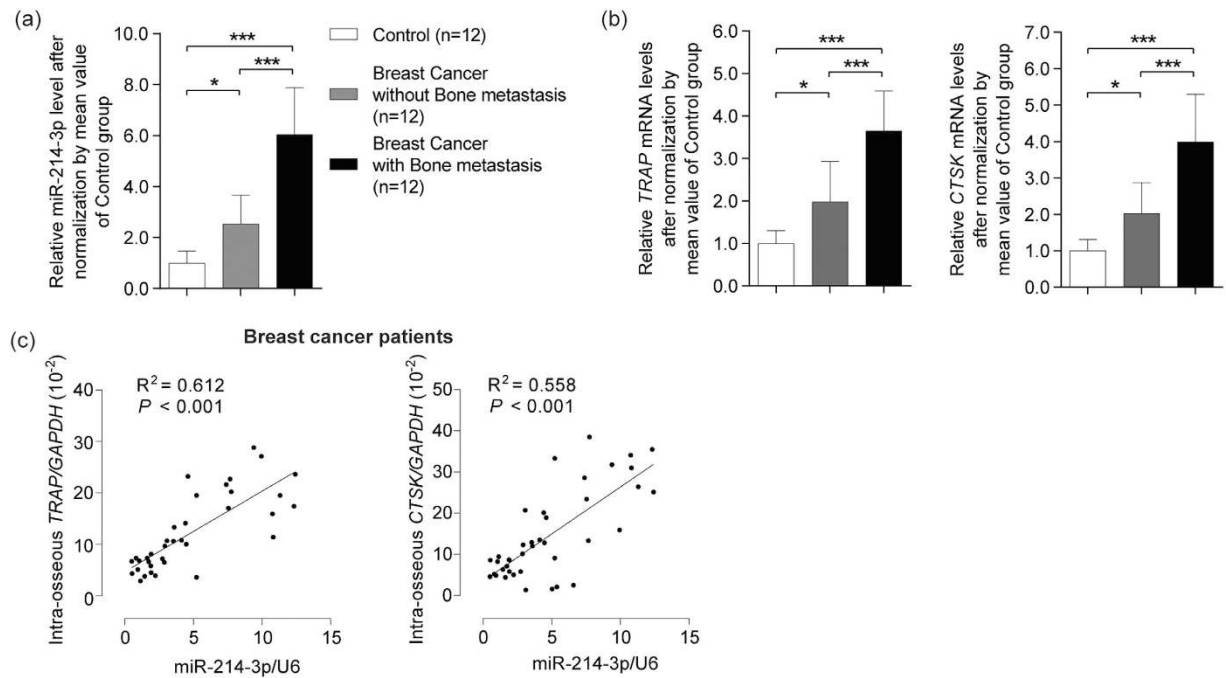 (a)
Relative miR-214-3p level after
normalization by mean value
of Control group
10.0
8.0
6.0
4.0
2.0
0.0
***
***
*
Control (n=12)
Breast Cancer
without Bone metastasis
(n=12)
Breast Cancer
with Bone metastasis
(n=12)
(b)
Relative TRAP mRNA levels
after normalization by
mean value of Control group
6.0
5.0
4.0
3.0
2.0
1.0
0.0
***
***
*
Relative CTSK mRNA levels
after normalization by
mean value of Control group
7.0
6.0
5.0
4.0
3.0
2.0
1.0
0.0
***
***
*
(c)
Breast cancer patients
Intra-osseous TRAP/GAPDH (10⁻²)
R² = 0.612
P < 0.001
40
30
20
10
0
0 5 10 15
miR-214-3p/U6
Intra-osseous CTSK/GAPDH (10⁻²)
R² = 0.558
P < 0.001
50
40
30
20
10
0
0 5 10 15
miR-214-3p/U6